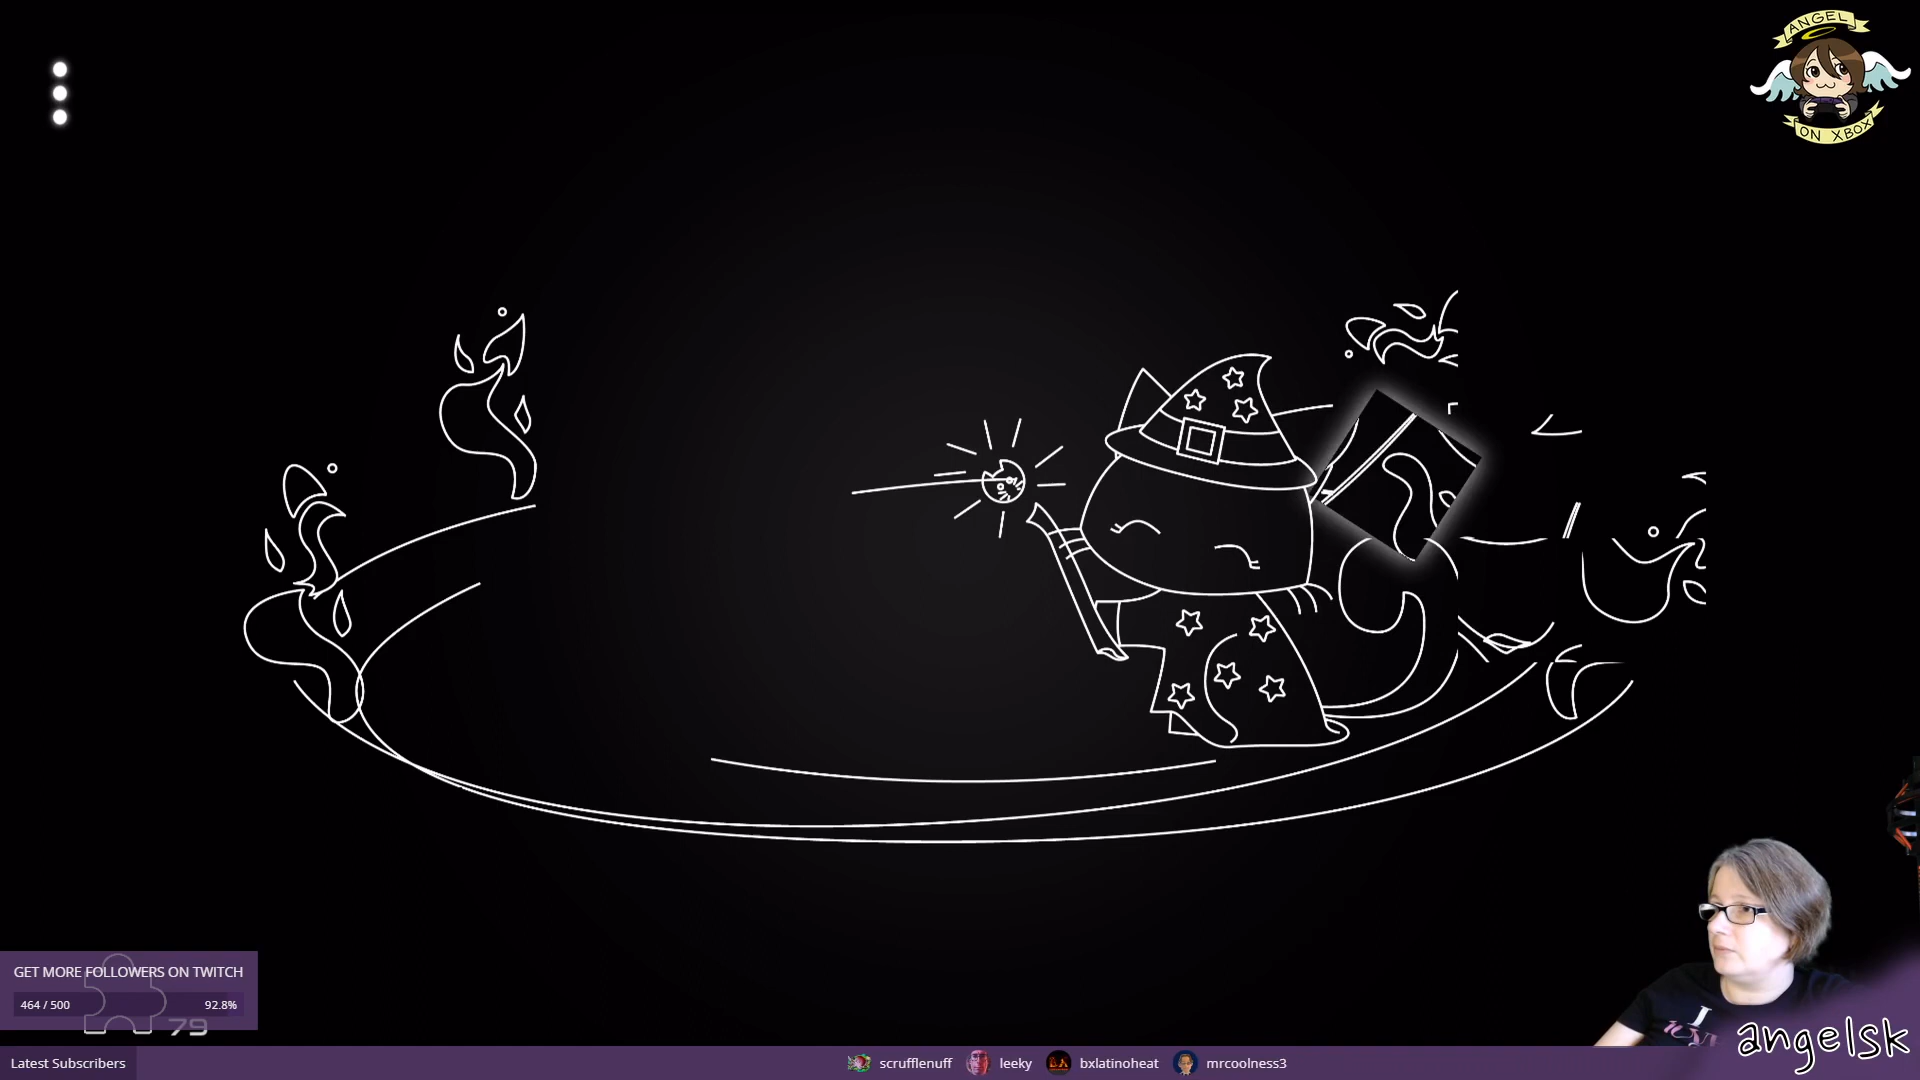 ANGEL
ON XBOX
GET MORE FOLLOWERS ON TWITCH
464 / 500 92.8%
79
angelsk
Latest Subscribers scrufflenuff leeky bxlatinoheat mrcoolness3